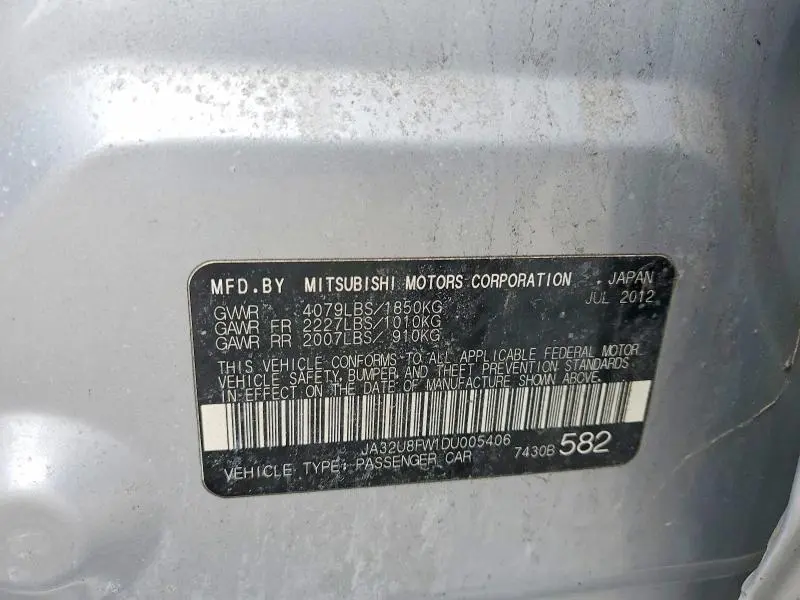 MFD.BY MITSUBISHI MOTORS CORPORATION JAPAN
GVWR 4079LBS/1850KG JUL 2012
GAWR FR 2227LBS/1010KG
GAWR RR 2007LBS/ 910KG
THIS VEHICLE CONFORMS TO ALL APPLICABLE FEDERAL MOTOR
VEHICLE SAFETY, BUMPER, AND THEFT PREVENTION STANDARDS
IN EFFECT ON THE DATE OF MANUFACTURE SHOWN ABOVE.
JA32U8FW1DU005406
VEHICLE TYPE: PASSENGER CAR 7430B 582